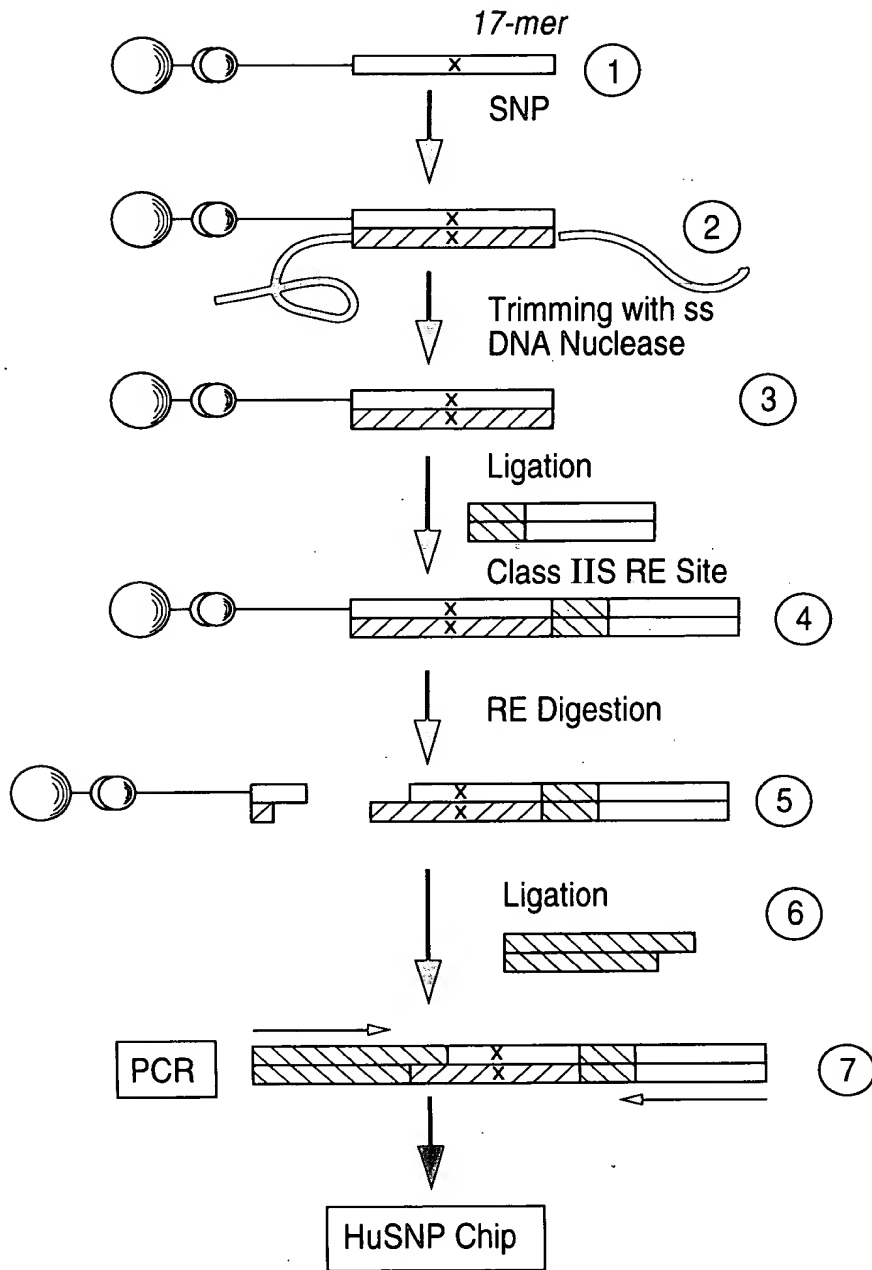 17-mer
x
1
SNP
x
x
2
Trimming with ss
DNA Nuclease
x
x
3
Ligation
Class IIS RE Site
x
x
4
RE Digestion
x
x
5
Ligation
6
PCR
x
x
7
HuSNP Chip